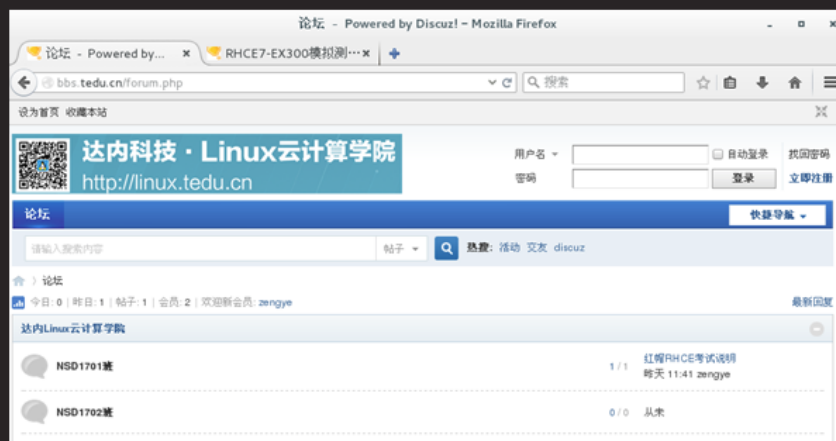 论坛 - Powered by Discuz! - Mozilla Firefox
论坛 - Powered by... × RHCE7-EX300模拟测···×
bbs.tedu.cn/forum.php 搜索
设为首页 收藏本站
达内科技·Linux云计算学院
http://linux.tedu.cn
用户名 自动登录 找回密码
密码 登录 立即注册
论坛 快捷导航
请输入搜索内容 帖子 热搜: 活动 交友 discuz
论坛
今日: 0 | 昨日: 1 | 帖子: 1 | 会员: 2 | 欢迎新会员: zengye 最新回复
达内Linux云计算学院
NSD1701班 1 / 1 红帽RHCE考试说明
昨天 11:41 zengye
NSD1702班 0 / 0 从未